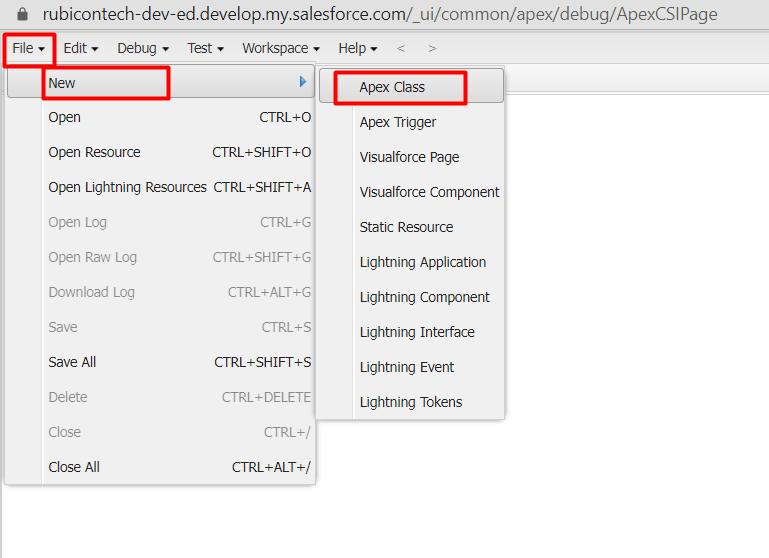 rubicontech-dev-ed.develop.my.salesforce.com/_ui/common/apex/debug/ApexCSIPage
File Edit Debug Test Workspace Help < >
New
Open CTRL+O
Open Resource CTRL+SHIFT+O
Open Lightning Resources CTRL+SHIFT+A
Open Log CTRL+G
Open Raw Log CTRL+SHIFT+G
Download Log CTRL+ALT+G
Save CTRL+S
Save All CTRL+SHIFT+S
Delete CTRL+DELETE
Close CTRL+/
Close All CTRL+ALT+/
Apex Class
Apex Trigger
Visualforce Page
Visualforce Component
Static Resource
Lightning Application
Lightning Component
Lightning Interface
Lightning Event
Lightning Tokens